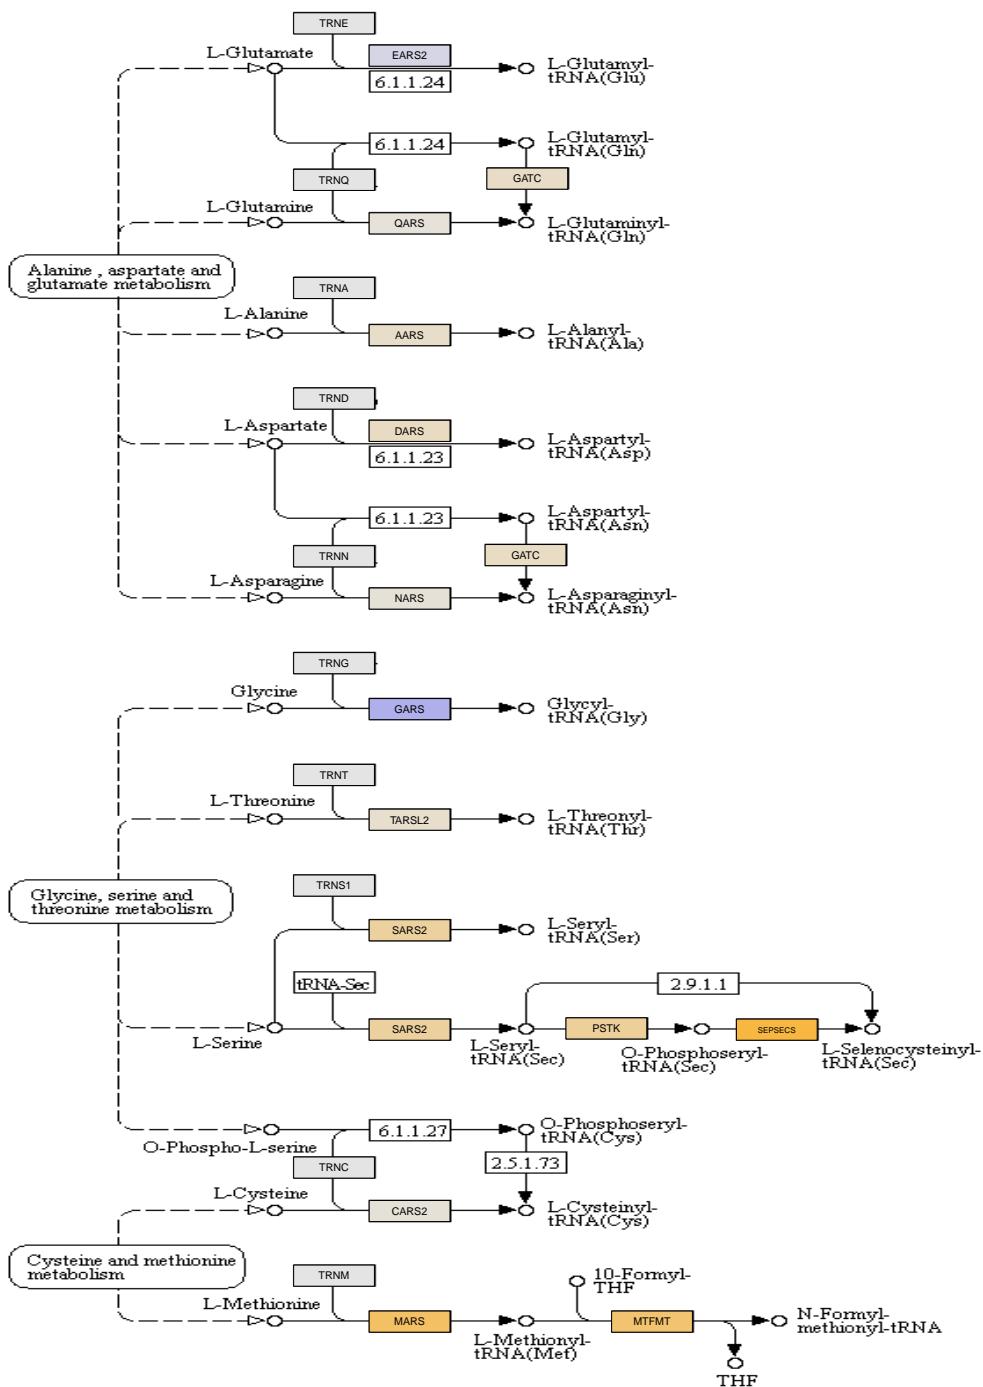 TRNE
L-Glutamate
EARS2
6.1.1.24
L-Glutamyl-
tRNA(Glu)
6.1.1.24
L-Glutamyl-
tRNA(Gln)
TRNQ
GATC
L-Glutamine
QARS
L-Glutaminyl-
tRNA(Gln)
Alanine , aspartate and
glutamate metabolism
TRNA
L-Alanine
AARS
L-Alanyl-
tRNA(Ala)
TRND
L-Aspartate
DARS
6.1.1.23
L-Aspartyl-
tRNA(Asp)
6.1.1.23
L-Aspartyl-
tRNA(Asn)
TRNN
GATC
L-Asparagine
NARS
L-Asparaginyl-
tRNA(Asn)
TRNG
Glycine
GARS
Glycyl-
tRNA(Gly)
TRNT
L-Threonine
TARSL2
L-Threonyl-
tRNA(Thr)
Glycine, serine and
threonine metabolism
TRNS1
SARS2
L-Seryl-
tRNA(Ser)
tRNA-Sec
2.9.1.1
L-Serine
SARS2
L-Seryl-
tRNA(Sec)
PSTK
O-Phosphoseryl-
tRNA(Sec)
SEPSECS
L-Selenocysteinyl-
tRNA(Sec)
O-Phospho-L-serine
6.1.1.27
O-Phosphoseryl-
tRNA(Cys)
TRNC
2.5.1.73
L-Cysteine
CARS2
L-Cysteinyl-
tRNA(Cys)
Cysteine and methionine
metabolism
TRNM
10-Formyl-
THF
L-Methionine
MARS
L-Methionyl-
tRNA(Met)
MTFMT
N-Formyl-
methionyl-tRNA
THF